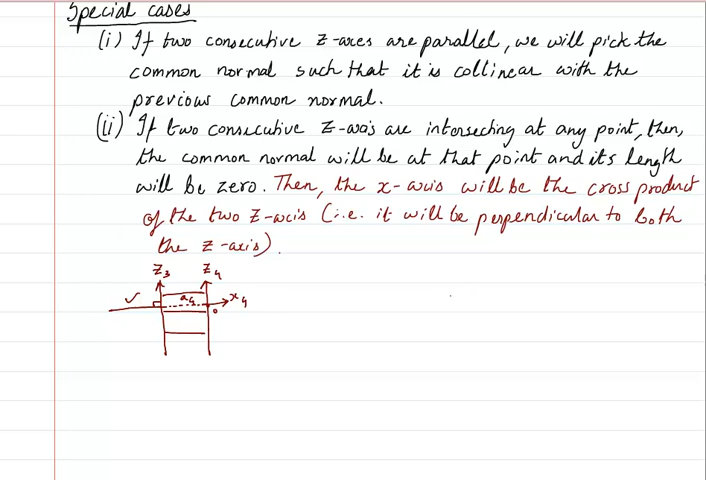 Special cases
(i) If two consecutive z-axes are parallel, we will pick the
common normal such that it is collinear with the
previous common normal.
(ii) If two consecutive z-axis are intersecting at any point, then,
the common normal will be at that point and its length
will be zero. Then, the x-axis will be the cross product
of the two z-axis (i.e. it will be perpendicular to both
the z-axis).
z₃ z₄
a₄ x₄